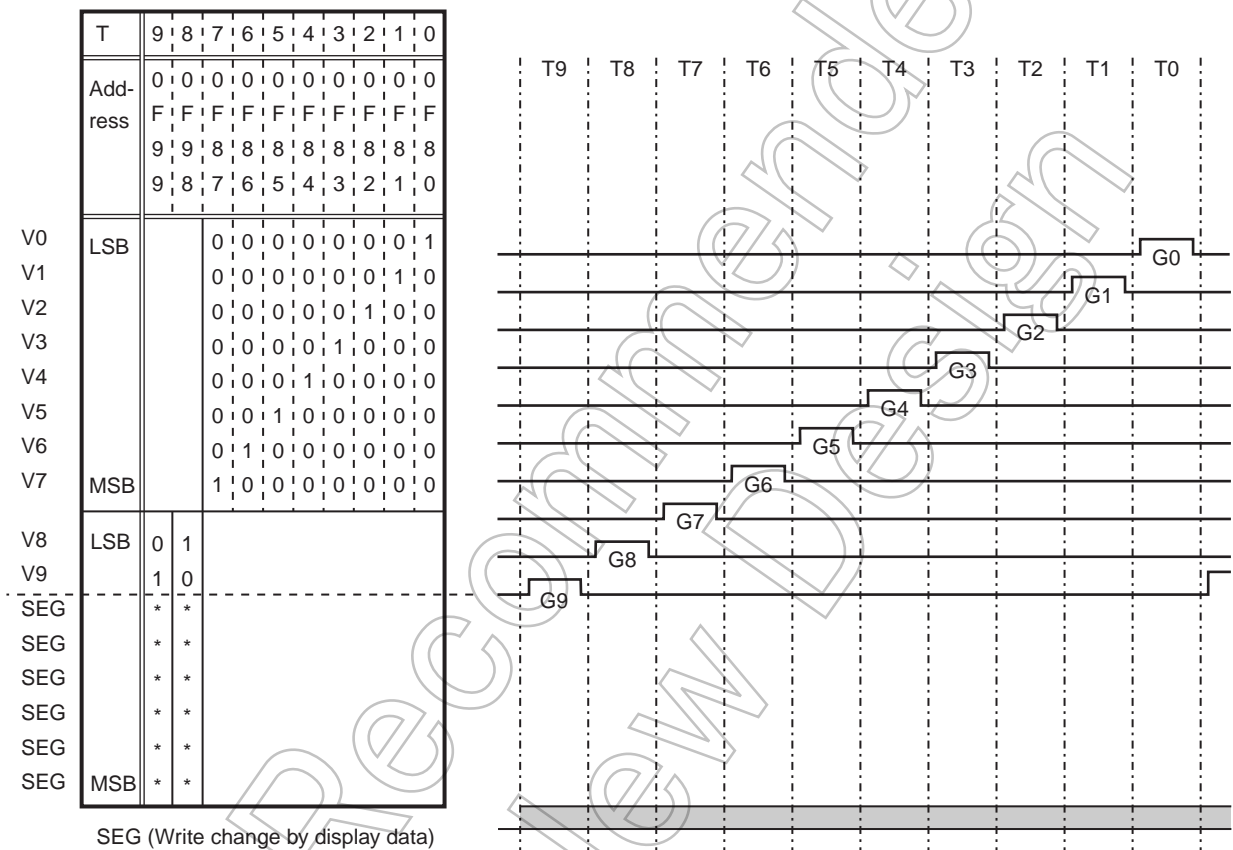 T 9 8 7 6 5 4 3 2 1 0
Add-
ress
0 0 0 0 0 0 0 0 0 0
F F F F F F F F F F
9 9 8 8 8 8 8 8 8 8
9 8 7 6 5 4 3 2 1 0
V0 LSB 0 0 0 0 0 0 0 1
V1 0 0 0 0 0 0 1 0
V2 0 0 0 0 0 1 0 0
V3 0 0 0 0 1 0 0 0
V4 0 0 0 1 0 0 0 0
V5 0 0 1 0 0 0 0 0
V6 0 1 0 0 0 0 0 0
V7 MSB 1 0 0 0 0 0 0 0
V8 LSB 0 1
V9 1 0
SEG * *
SEG * *
SEG * *
SEG * *
SEG * *
SEG MSB * *
SEG (Write change by display data)
T9 T8 T7 T6 T5 T4 T3 T2 T1 T0
G0
G1
G2
G3
G4
G5
G6
G7
G8
G9
Recommende
ew Design